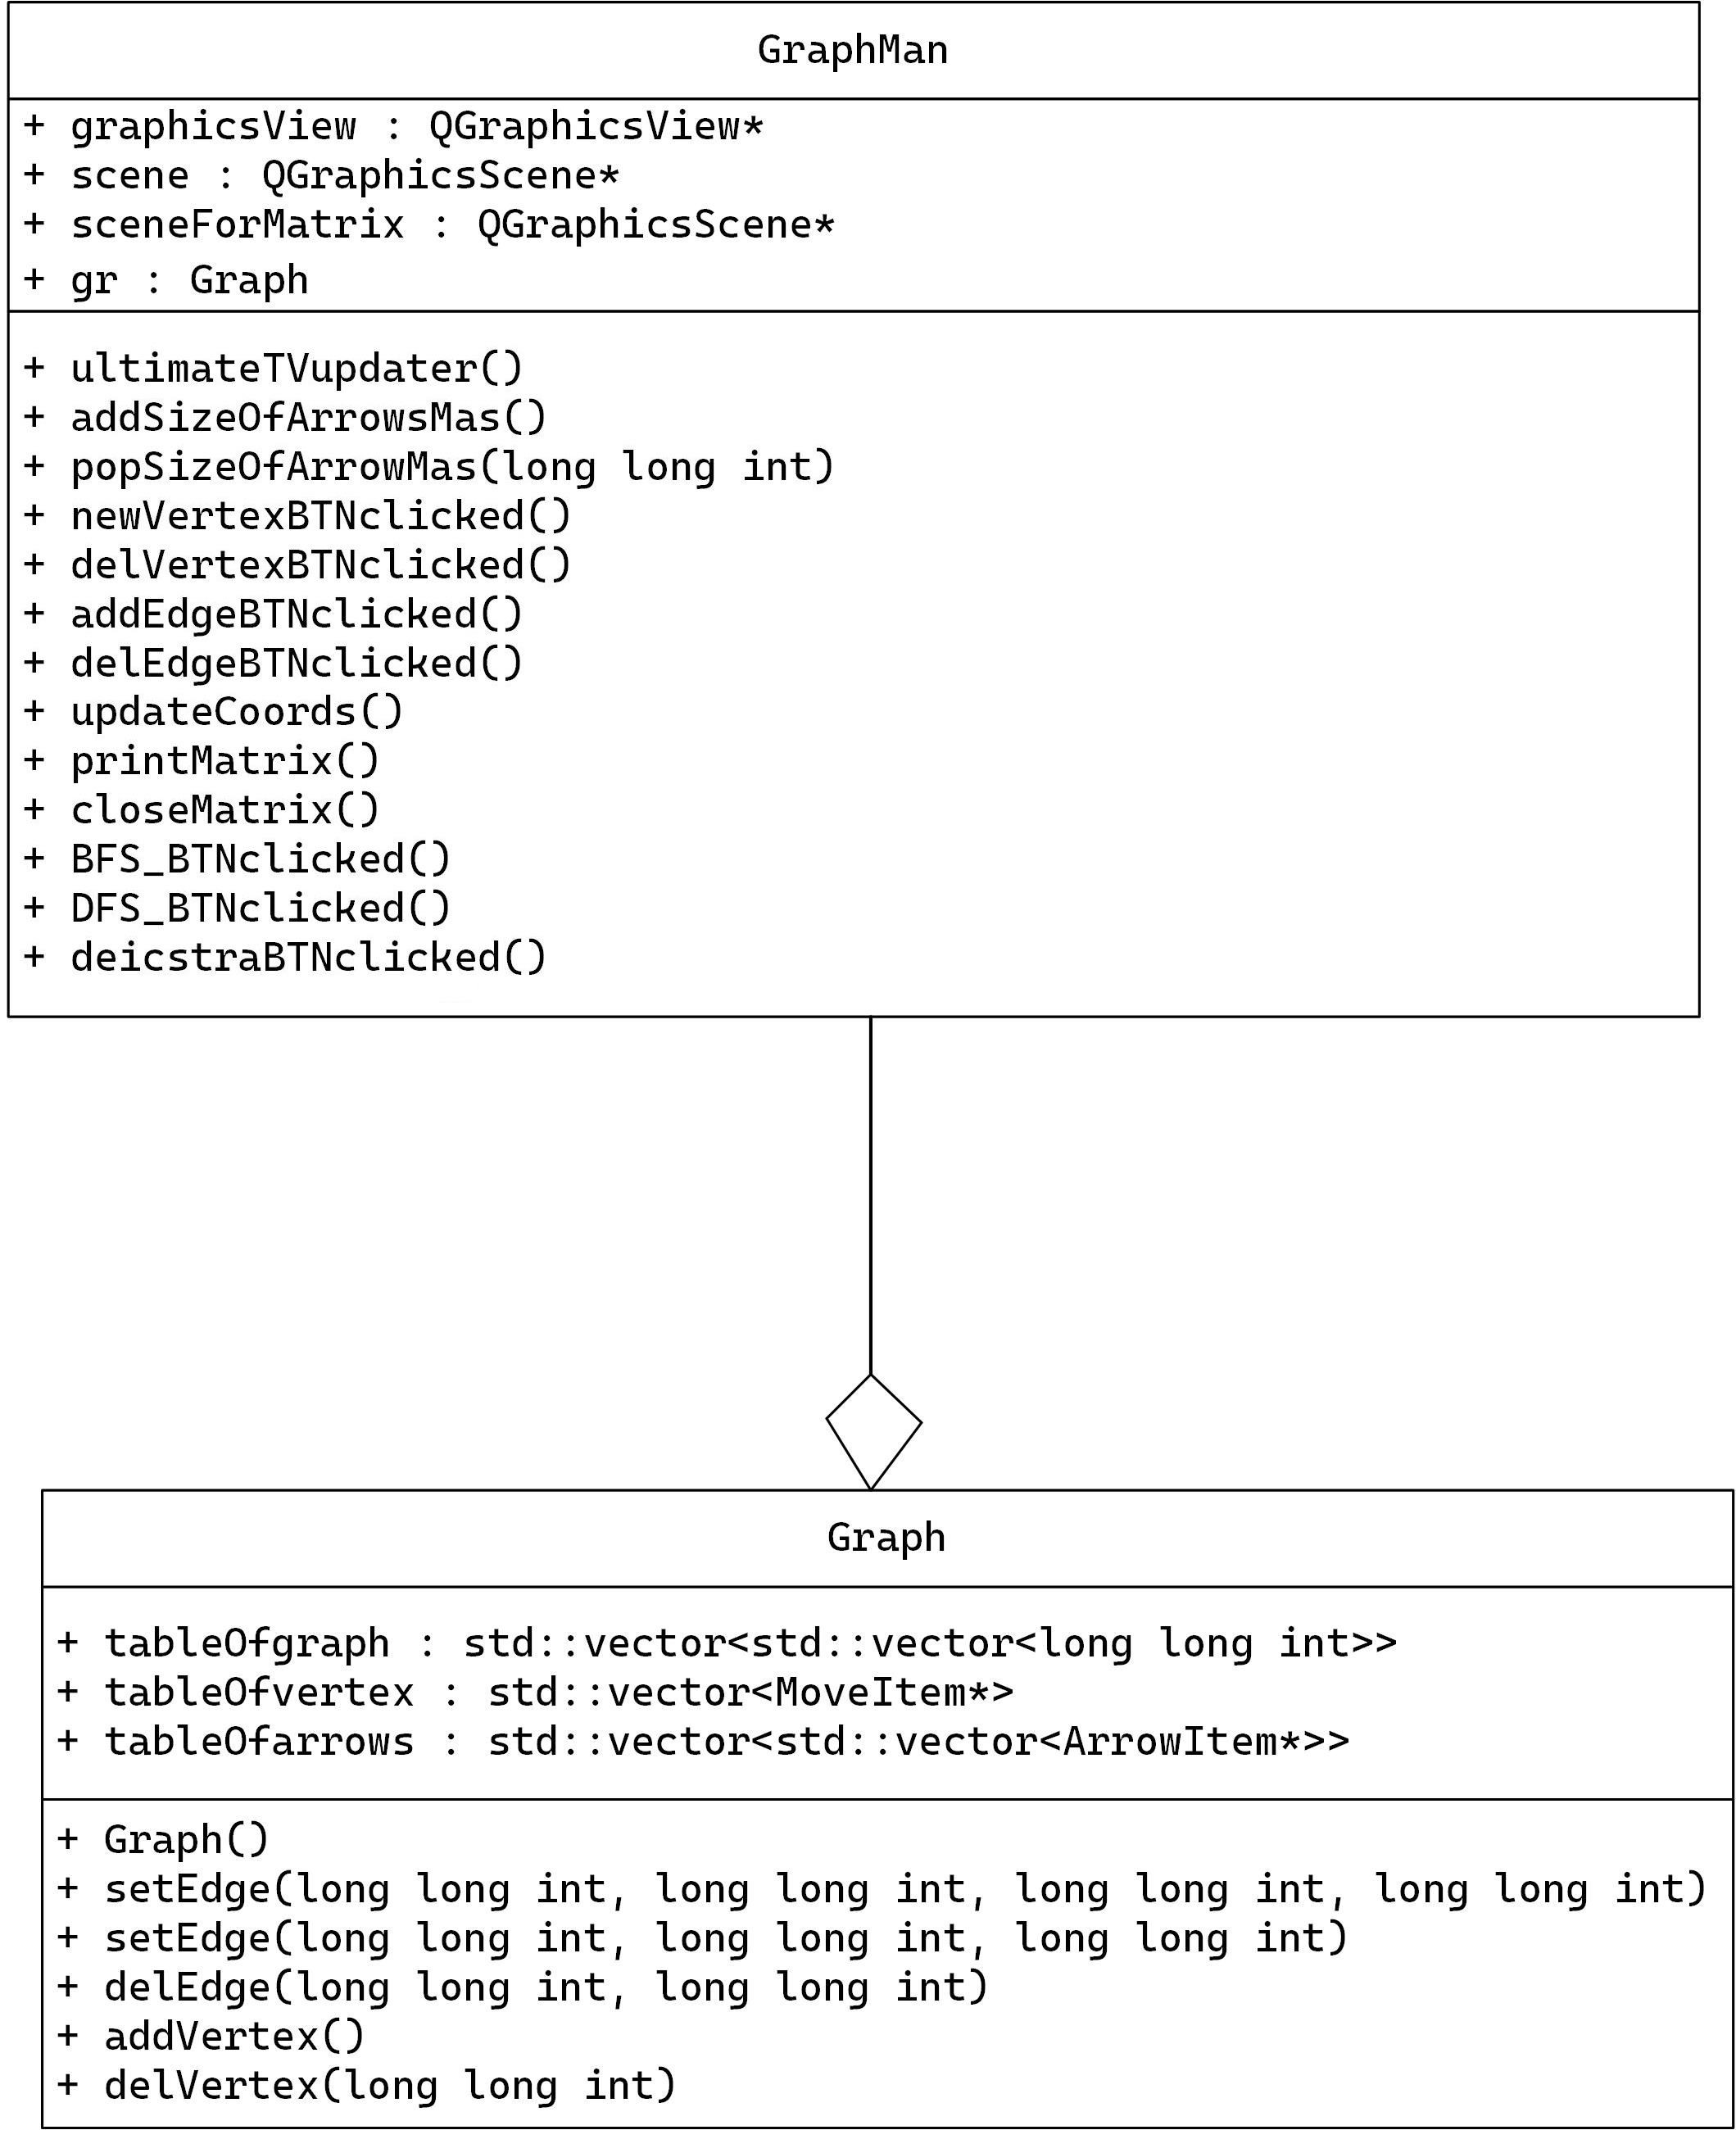 GraphMan
+ graphicsView : QGraphicsView*
+ scene : QGraphicsScene*
+ sceneForMatrix : QGraphicsScene*
+ gr : Graph
+ ultimateTVupdater()
+ addSizeOfArrowsMas()
+ popSizeOfArrowMas(long long int)
+ newVertexBTNclicked()
+ delVertexBTNclicked()
+ addEdgeBTNclicked()
+ delEdgeBTNclicked()
+ updateCoords()
+ printMatrix()
+ closeMatrix()
+ BFS_BTNclicked()
+ DFS_BTNclicked()
+ deicstraBTNclicked()
Graph
+ tableOfgraph : std::vector<std::vector<long long int>>
+ tableOfvertex : std::vector<MoveItem*>
+ tableOfarrows : std::vector<std::vector<ArrowItem*>>
+ Graph()
+ setEdge(long long int, long long int, long long int, long long int)
+ setEdge(long long int, long long int, long long int)
+ delEdge(long long int, long long int)
+ addVertex()
+ delVertex(long long int)